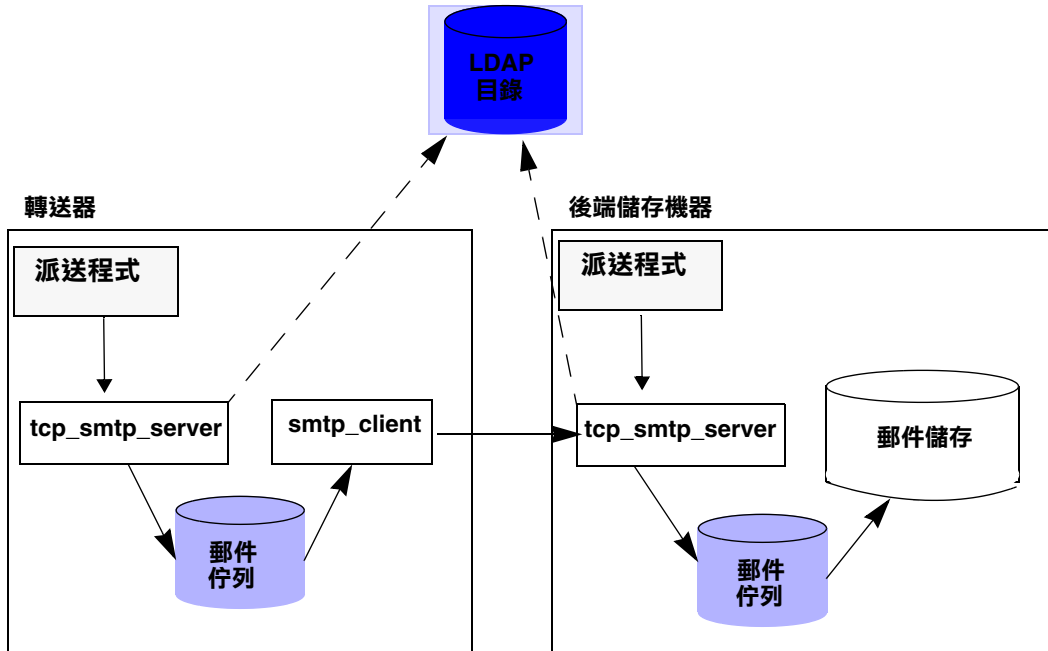 LDAP
目錄
轉送器
後端儲存機器
派送程式
派送程式
tcp_smtp_server
smtp_client
tcp_smtp_server
郵件儲存
郵件
佇列
郵件
佇列